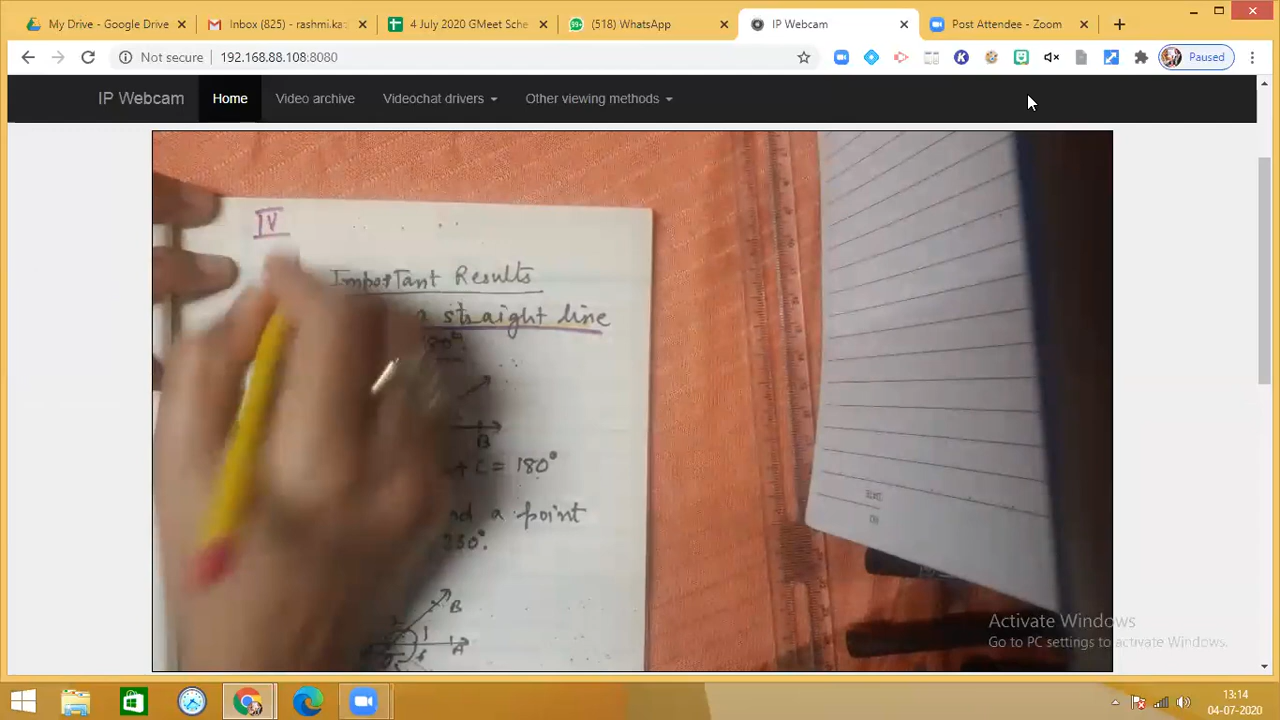 My Drive - Google Drive
Inbox (825) - rashmi.ka
4 July 2020 GMeet Sche
(518) WhatsApp
IP Webcam
Post Attendee - Zoom
Not secure
192.168.88.108:8080
Paused
IP Webcam
Home
Video archive
Videochat drivers
Other viewing methods
IV
Important Results
a straight line
180°
B
+ C = 180°
a point
B
A
Activate Windows
Go to PC settings to activate Windows.
13:14
04-07-2020